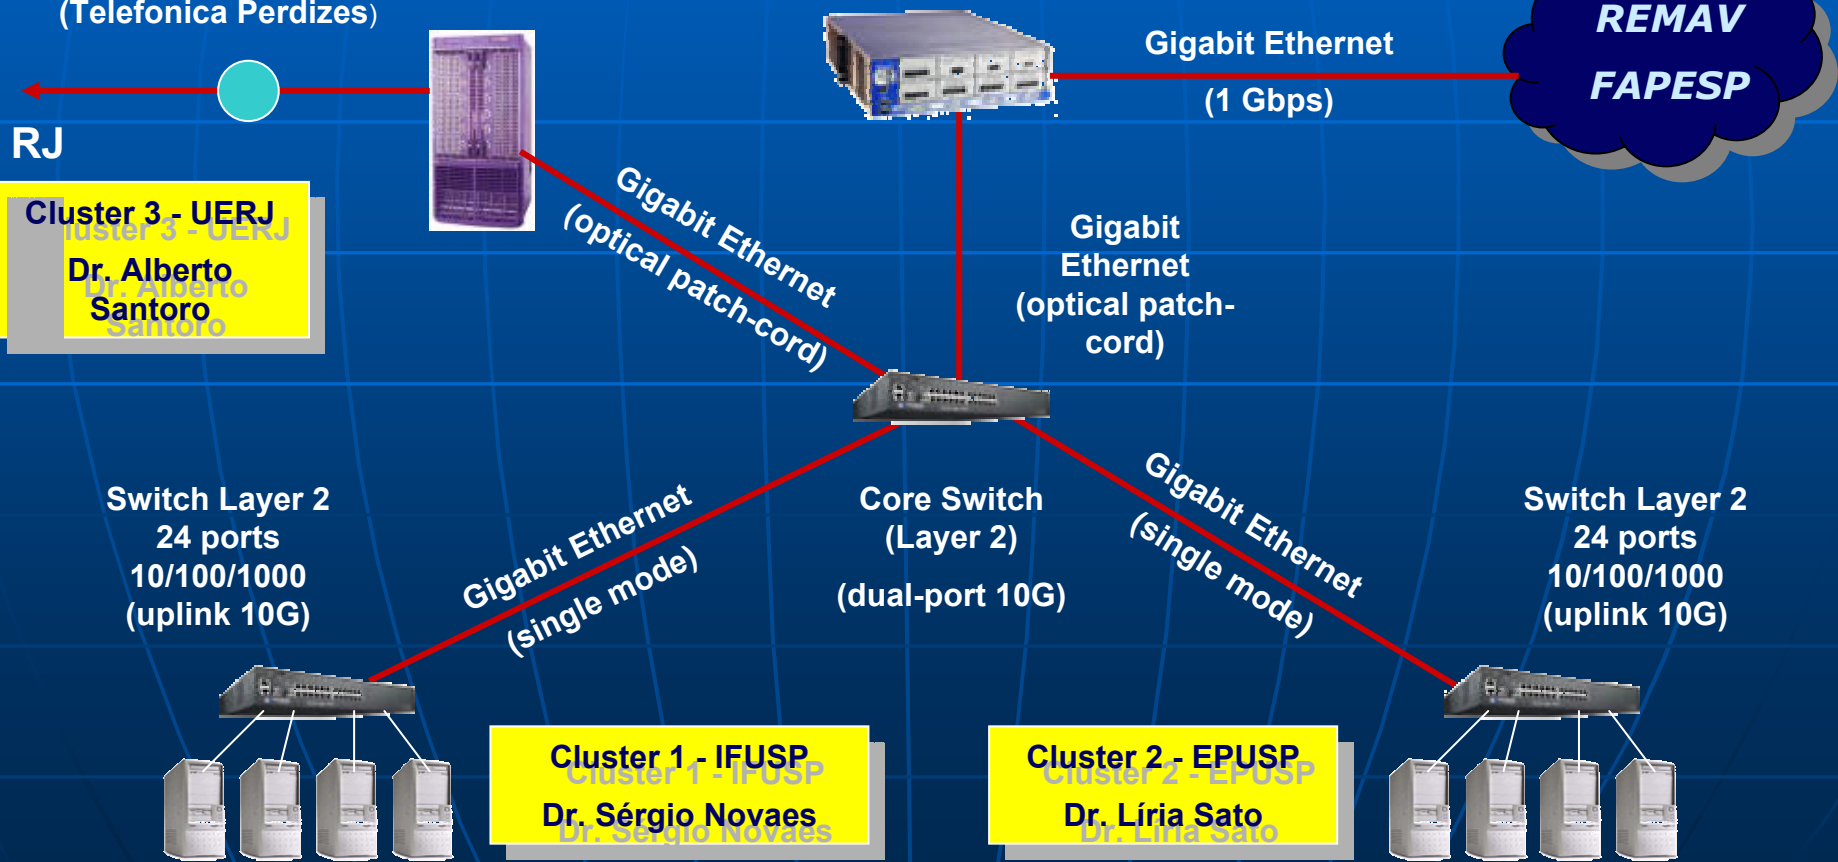 (Telefonica Perdizes)
REMAV
FAPESP
Gigabit Ethernet
(1 Gbps)
RJ
Cluster 3 - UERJ
Dr. Alberto
Santoro
Gigabit Ethernet
(optical patch-cord)
Gigabit
Ethernet
(optical patch-
cord)
Switch Layer 2
24 ports
10/100/1000
(uplink 10G)
Gigabit Ethernet
(single mode)
Core Switch
(Layer 2)
(dual-port 10G)
Gigabit Ethernet
(single mode)
Switch Layer 2
24 ports
10/100/1000
(uplink 10G)
Cluster 1 - IFUSP
Dr. Sérgio Novaes
Cluster 2 - EPUSP
Dr. Líria Sato